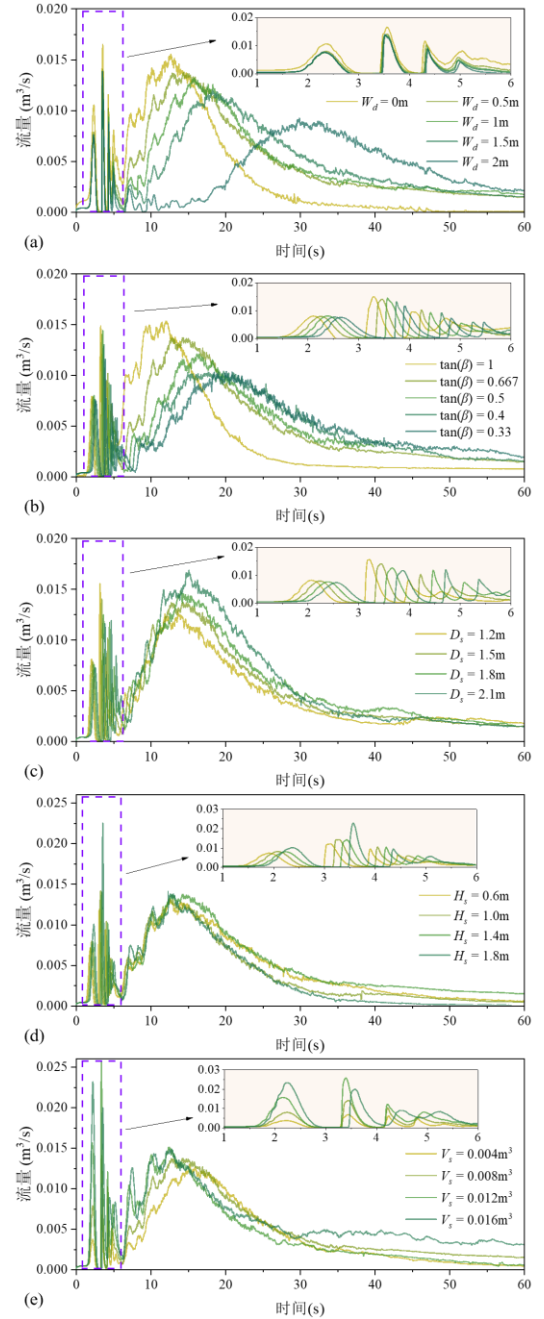 0.020
0.015
0.010
0.005
0.000
流量 (m³/s)
0.015
0.010
0.005
0.000
1 2 3 4 5 6
W_d = 0m
W_d = 0.5m
W_d = 1m
W_d = 1.5m
W_d = 2m
0 10 20 30 40 50 60
(a)
时间(s)
0.020
0.015
0.010
0.005
0.000
流量 (m³/s)
0.02
0.01
0.00
1 2 3 4 5 6
tan(β) = 1
tan(β) = 0.667
tan(β) = 0.5
tan(β) = 0.4
tan(β) = 0.33
0 10 20 30 40 50 60
(b)
时间(s)
0.020
0.015
0.010
0.005
0.000
流量 (m³/s)
0.02
0.01
0.00
1 2 3 4 5 6
D_s = 1.2m
D_s = 1.5m
D_s = 1.8m
D_s = 2.1m
0 10 20 30 40 50 60
(c)
时间(s)
0.025
0.020
0.015
0.010
0.005
0.000
流量 (m³/s)
0.03
0.02
0.01
0.00
1 2 3 4 5 6
H_s = 0.6m
H_s = 1.0m
H_s = 1.4m
H_s = 1.8m
0 10 20 30 40 50 60
(d)
时间(s)
0.025
0.020
0.015
0.010
0.005
0.000
流量 (m³/s)
0.03
0.02
0.01
0.00
1 2 3 4 5 6
V_s = 0.004m³
V_s = 0.008m³
V_s = 0.012m³
V_s = 0.016m³
0 10 20 30 40 50 60
(e)
时间(s)